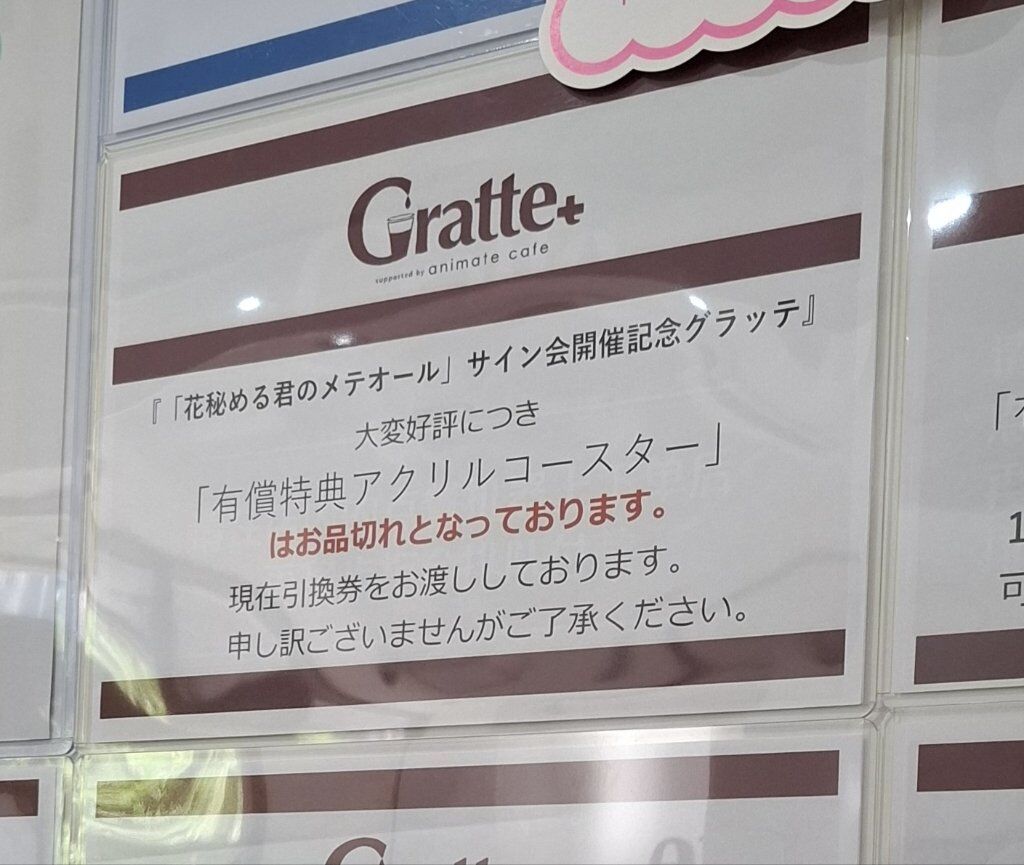 Gratte+
supported by animate cafe
『「花秘める君のメテオール」サイン会開催記念グラッテ』
大変好評につき
「有償特典アクリルコースター」
はお品切れとなっております。
現在引換券をお渡ししております。
申し訳ございませんがご了承ください。
1
可